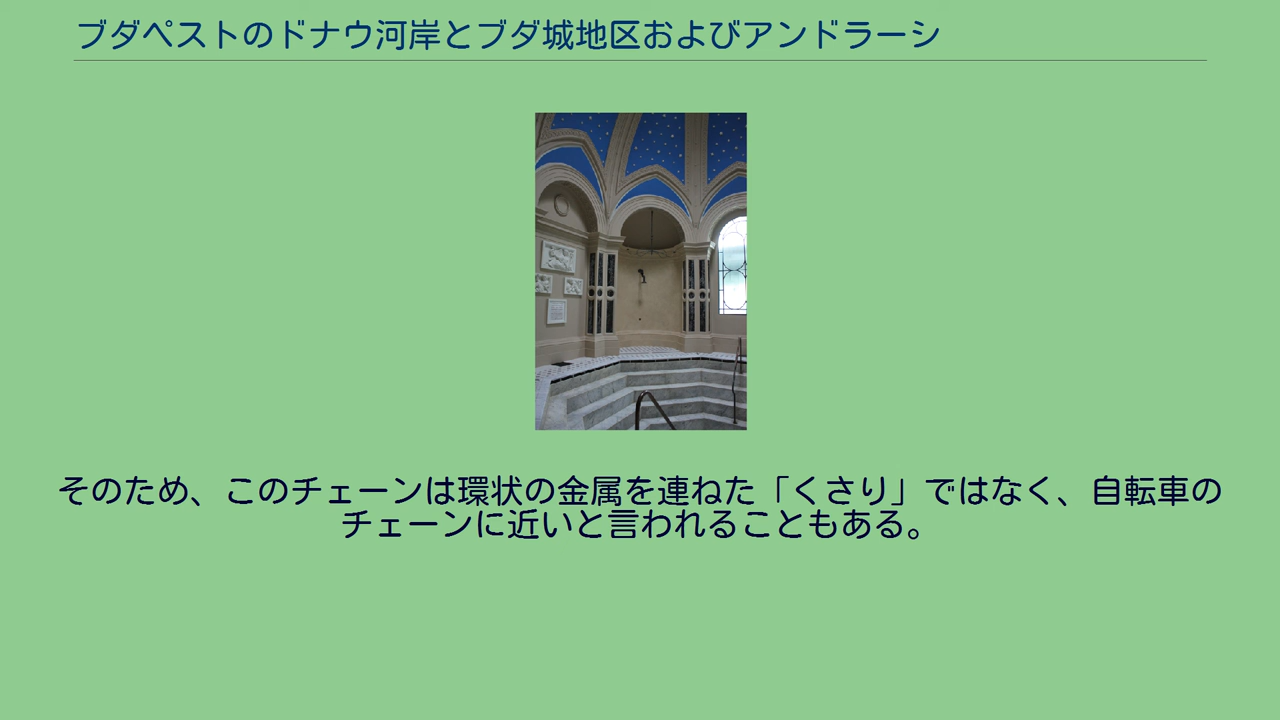 ブダペストのドナウ河岸とブダ城地区およびアンドラーシ
そのため、このチェーンは環状の金属を連ねた「くさり」ではなく、自転車の
チェーンに近いと言われることもある。